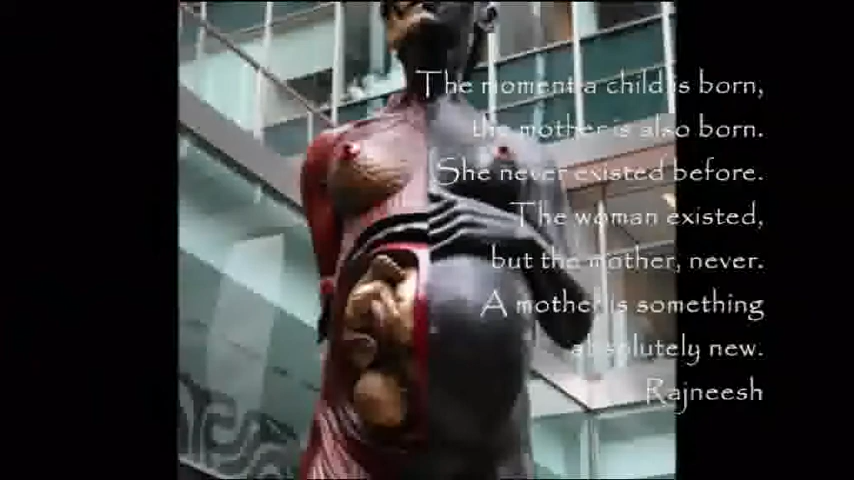 The moment a child is born,
the mother is also born.
She never existed before.
The woman existed,
but the mother, never.
A mother is something
absolutely new.
Rajneesh